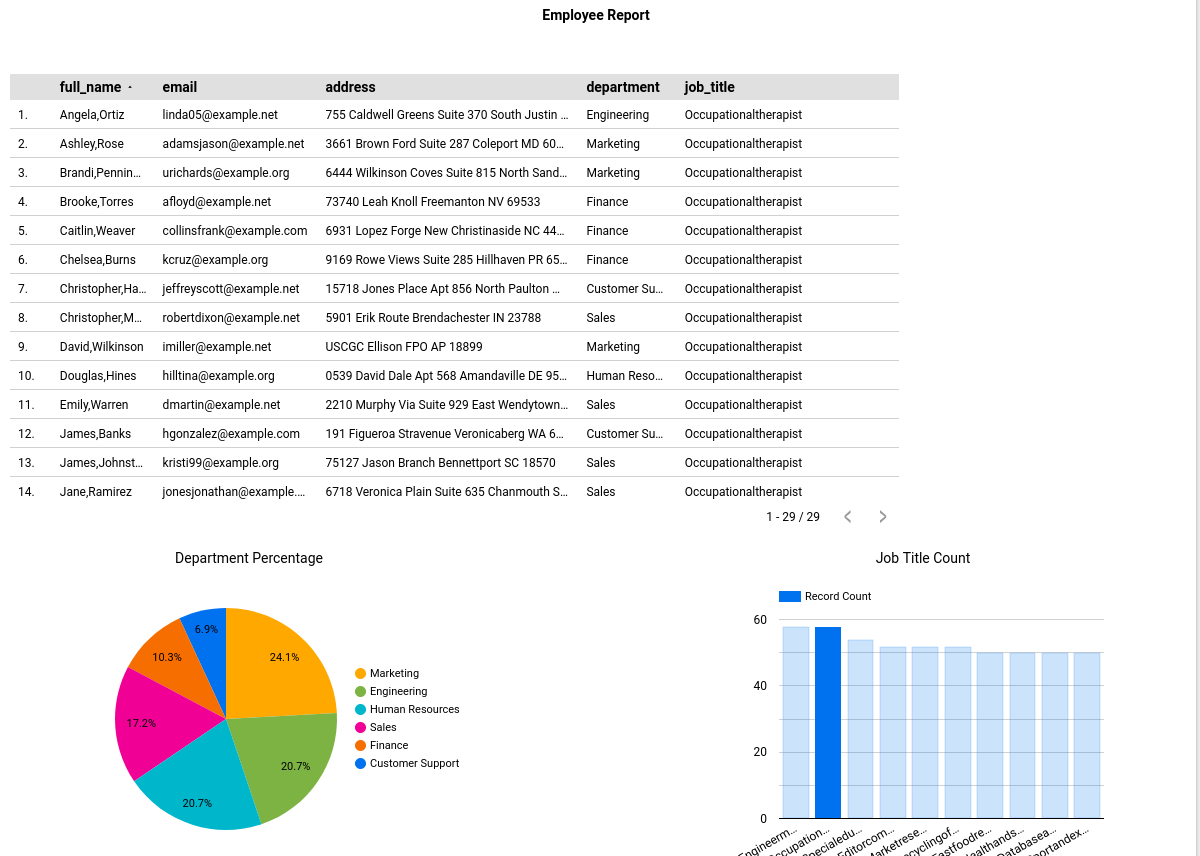 Employee Report
full_name email address department job_title
1. Angela,Ortiz linda05@example.net 755 Caldwell Greens Suite 370 South Justin ... Engineering Occupationaltherapist
2. Ashley,Rose adamsjason@example.net 3661 Brown Ford Suite 287 Coleport MD 60... Marketing Occupationaltherapist
3. Brandi,Pennin... urichards@example.org 6444 Wilkinson Coves Suite 815 North Sand... Marketing Occupationaltherapist
4. Brooke,Torres afloyd@example.net 73740 Leah Knoll Freemanton NV 69533 Finance Occupationaltherapist
5. Caitlin,Weaver collinsfrank@example.com 6931 Lopez Forge New Christinaside NC 44... Finance Occupationaltherapist
6. Chelsea,Burns kcruz@example.org 9169 Rowe Views Suite 285 Hillhaven PR 65... Finance Occupationaltherapist
7. Christopher,Ha... jeffreyscott@example.net 15718 Jones Place Apt 856 North Paulton ... Customer Su... Occupationaltherapist
8. Christopher,M... robertdixon@example.net 5901 Erik Route Brendachester IN 23788 Sales Occupationaltherapist
9. David,Wilkinson imiller@example.net USCGC Ellison FPO AP 18899 Marketing Occupationaltherapist
10. Douglas,Hines hilltina@example.org 0539 David Dale Apt 568 Amandaville DE 95... Human Reso... Occupationaltherapist
11. Emily,Warren dmartin@example.net 2210 Murphy Via Suite 929 East Wendytown... Sales Occupationaltherapist
12. James,Banks hgonzalez@example.com 191 Figueroa Stravenue Veronicaberg WA 6... Customer Su... Occupationaltherapist
13. James,Johnst... kristi99@example.org 75127 Jason Branch Bennettport SC 18570 Sales Occupationaltherapist
14. Jane,Ramirez jonesjonathan@example.... 6718 Veronica Plain Suite 635 Chanmouth S... Sales Occupationaltherapist
1 - 29 / 29
Department Percentage
6.9%
24.1%
10.3%
17.2%
20.7%
20.7%
Marketing
Engineering
Human Resources
Sales
Finance
Customer Support
Job Title Count
Record Count
60
40
20
0
Engineerm...
ccupation...
pecialedu...
Editorcom...
Marketrese...
ecyclingof...
Fastfoodre...
ealthands...
Databasea...
portandex...